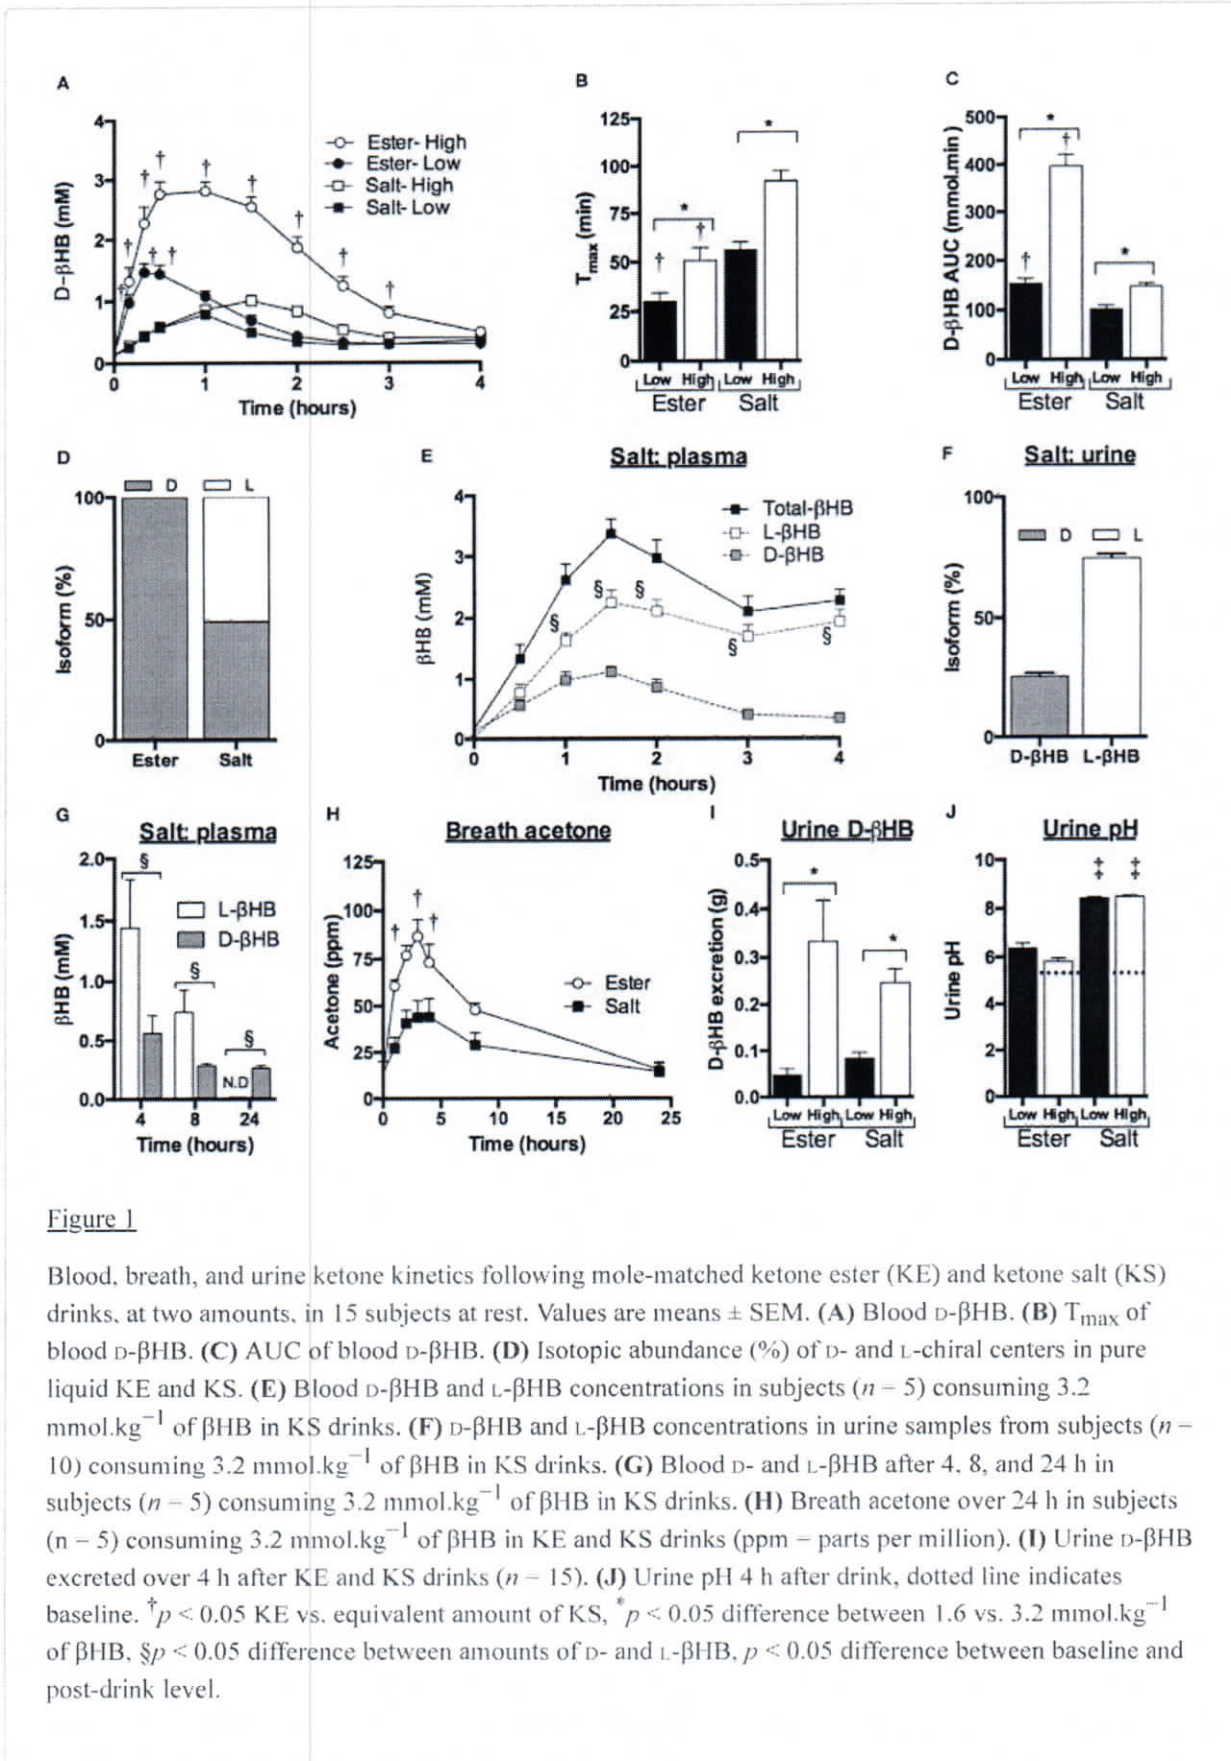 A
D-βHB (mM)
4
3
2
1
0
0 1 2 3 4
Time (hours)
Ester- High
Ester- Low
Salt- High
Salt- Low
† † † † † † † † † † †
B
Tmax (min)
125
100
75
50
25
0
* * † †
Low High Low High
Ester Salt
C
D-βHB AUC (mmol.min)
500
400
300
200
100
0
* † † *
Low High Low High
Ester Salt
D
D L
Isoform (%)
100
50
0
Ester Salt
E
Salt: plasma
βHB (mM)
4
3
2
1
0
0 1 2 3 4
Time (hours)
Total-βHB
L-βHB
D-βHB
§ § § § §
F
Salt: urine
D L
Isoform (%)
100
50
0
D-βHB L-βHB
G
Salt: plasma
βHB (mM)
2.0
1.5
1.0
0.5
0.0
§ § §
L-βHB
D-βHB
N.D
4 8 24
Time (hours)
H
Breath acetone
Acetone (ppm)
125
100
75
50
25
0
† † †
Ester
Salt
0 5 10 15 20 25
Time (hours)
I
Urine D-βHB
D-βHB excretion (g)
0.5
0.4
0.3
0.2
0.1
0.0
* *
Low High Low High
Ester Salt
J
Urine pH
Urine pH
10
8
6
4
2
0
‡ ‡
Low High Low High
Ester Salt
Figure 1
Blood, breath, and urine ketone kinetics following mole-matched ketone ester (KE) and ketone salt (KS)
drinks, at two amounts, in 15 subjects at rest. Values are means ± SEM. (A) Blood D-βHB. (B) Tmax of
blood D-βHB. (C) AUC of blood D-βHB. (D) Isotopic abundance (%) of D- and L-chiral centers in pure
liquid KE and KS. (E) Blood D-βHB and L-βHB concentrations in subjects (n – 5) consuming 3.2
mmol.kg−1 of βHB in KS drinks. (F) D-βHB and L-βHB concentrations in urine samples from subjects (n –
10) consuming 3.2 mmol.kg−1 of βHB in KS drinks. (G) Blood D- and L-βHB after 4, 8, and 24 h in
subjects (n – 5) consuming 3.2 mmol.kg−1 of βHB in KS drinks. (H) Breath acetone over 24 h in subjects
(n – 5) consuming 3.2 mmol.kg−1 of βHB in KE and KS drinks (ppm – parts per million). (I) Urine D-βHB
excreted over 4 h after KE and KS drinks (n – 15). (J) Urine pH 4 h after drink, dotted line indicates
baseline. †p < 0.05 KE vs. equivalent amount of KS, *p < 0.05 difference between 1.6 vs. 3.2 mmol.kg−1
of βHB, §p < 0.05 difference between amounts of D- and L-βHB, p < 0.05 difference between baseline and
post-drink level.